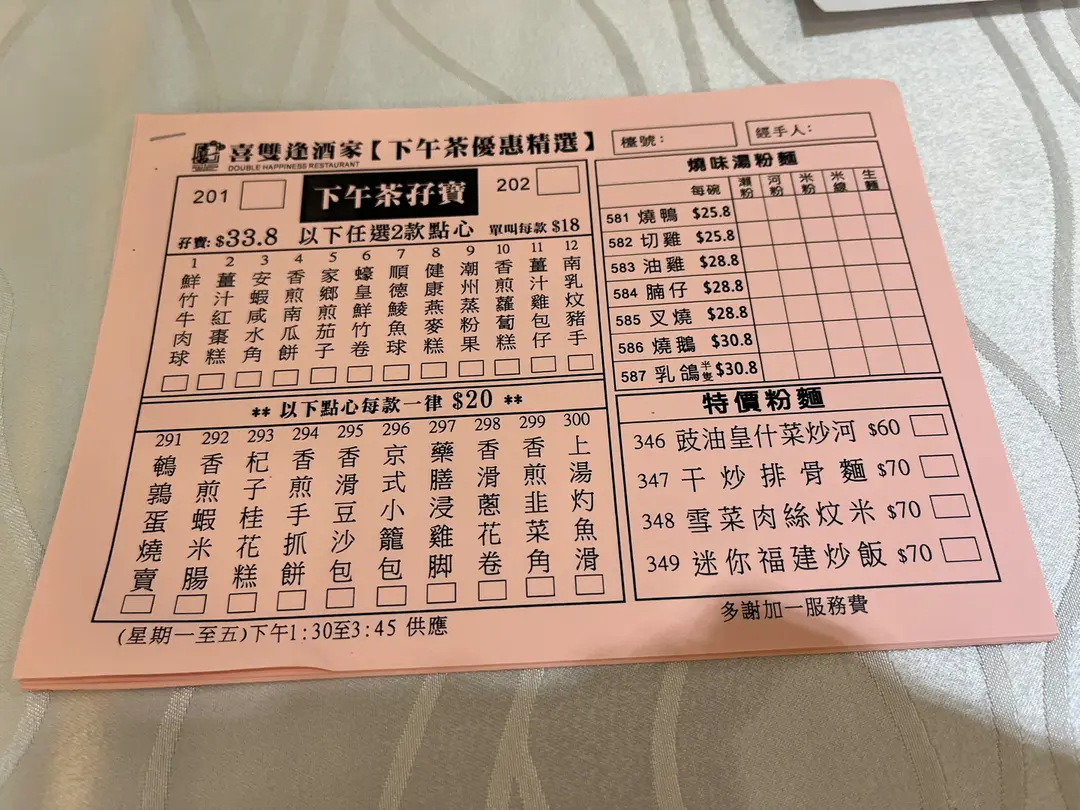 喜雙逢酒家【下午茶優惠精選】
DOUBLE HAPPINESS RESTAURANT
檯號：
經手人：
201
下午茶孖寶
202
孖寶: $33.8 以下任選2款點心 單叫每款 $18
1 鮮竹牛肉球
2 薑汁紅棗糕
3 安蝦咸水角
4 香煎南瓜餅
5 家鄉煎茄子
6 蠔皇鮮竹卷
7 順德鯪魚球
8 健康燕麥糕
9 潮州蒸粉果
10 香煎蘿蔔糕
11 薑汁雞包仔
12 南乳炆豬手
** 以下點心每款一律 $20 **
291 鵪鶉蛋燒賣
292 香煎蝦米腸
293 杞子桂花糕
294 香煎手抓餅
295 香滑豆沙包
296 京式小籠包
297 藥膳浸雞脚
298 香滑蔥花卷
299 香煎韭菜角
300 上湯灼魚滑
(星期一至五)下午1:30至3:45 供應
燒味湯粉麵
每碗 瀨粉 河粉 米粉 米線 生麵
581 燒鴨 $25.8
582 切雞 $25.8
583 油雞 $28.8
584 腩仔 $28.8
585 叉燒 $28.8
586 燒鵝 $30.8
587 乳鴿 半隻 $30.8
特價粉麵
346 豉油皇什菜炒河 $60
347 干炒排骨麵 $70
348 雪菜肉絲炆米 $70
349 迷你福建炒飯 $70
多謝加一服務費